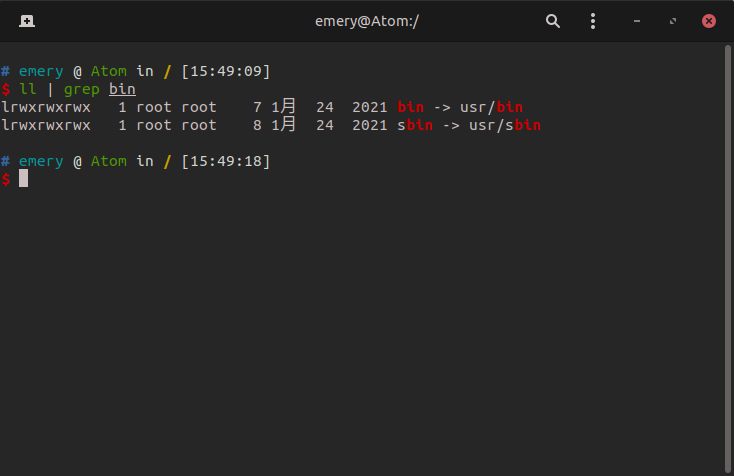 emery@Atom:/
# emery @ Atom in / [15:49:09]
$ ll | grep bin
lrwxrwxrwx   1 root root    7 1月  24  2021 bin -> usr/bin
lrwxrwxrwx   1 root root    8 1月  24  2021 sbin -> usr/sbin
# emery @ Atom in / [15:49:18]
$